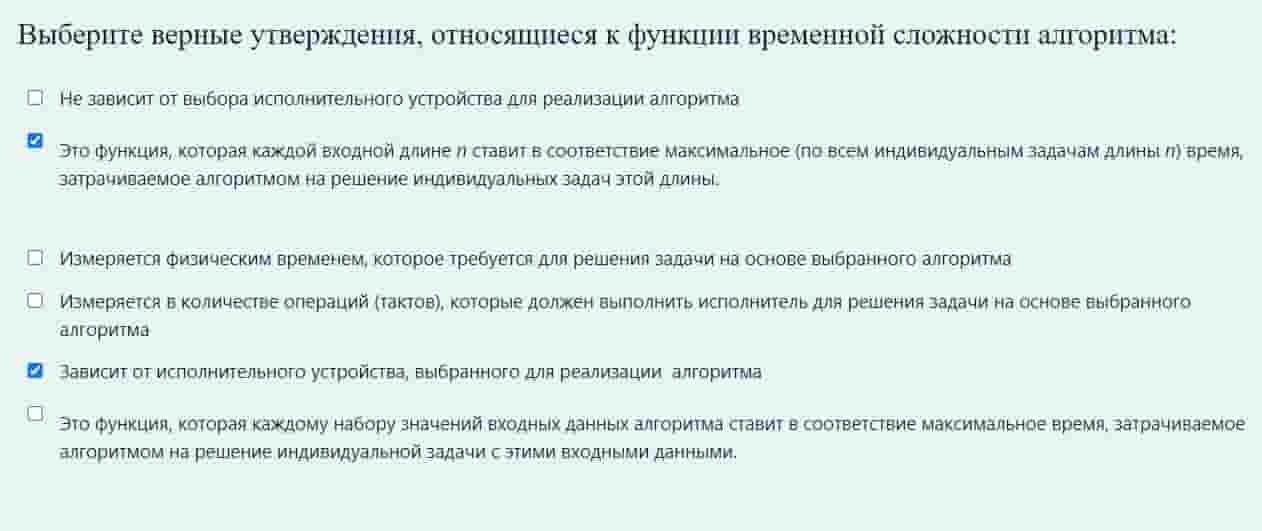 Выберите верные утверждения, относящиеся к функции временной сложности алгоритма:
Не зависит от выбора исполнительного устройства для реализации алгоритма
Это функция, которая каждой входной длине n ставит в соответствие максимальное (по всем индивидуальным задачам длины n) время,
затрачиваемое алгоритмом на решение индивидуальных задач этой длины.
Измеряется физическим временем, которое требуется для решения задачи на основе выбранного алгоритма
Измеряется в количестве операций (тактов), которые должен выполнить исполнитель для решения задачи на основе выбранного
алгоритма
Зависит от исполнительного устройства, выбранного для реализации алгоритма
Это функция, которая каждому набору значений входных данных алгоритма ставит в соответствие максимальное время, затрачиваемое
алгоритмом на решение индивидуальной задачи с этими входными данными.